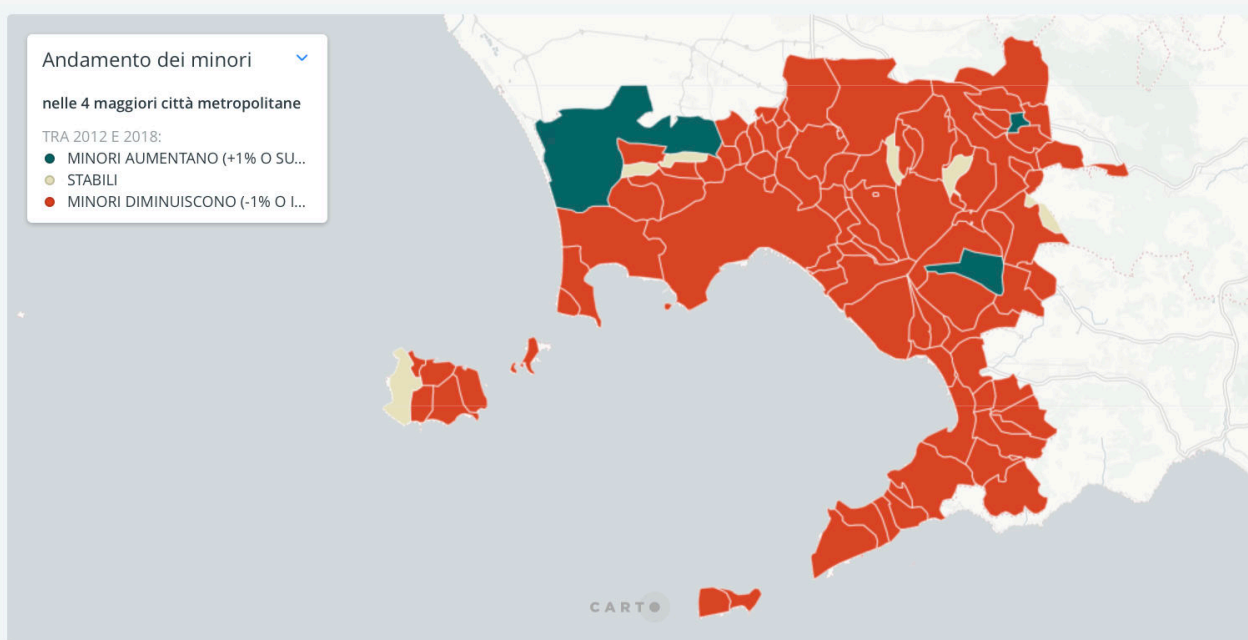 Andamento dei minori
nelle 4 maggiori città metropolitane
TRA 2012 E 2018:
MINORI AUMENTANO (+1% O SU...
STABILI
MINORI DIMINUISCONO (-1% O I...
CARTO